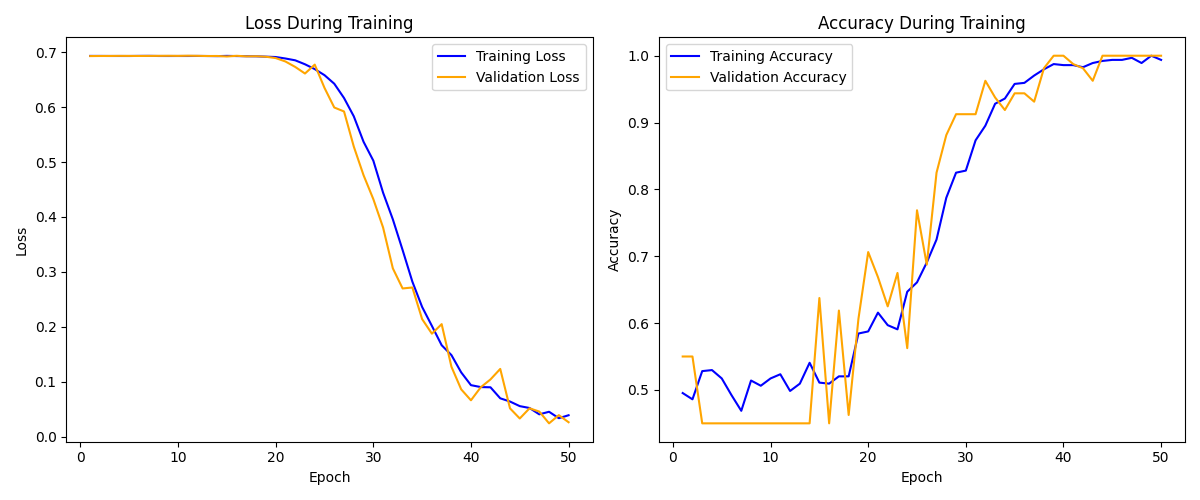 Loss During Training
0.7
0.6
0.5
0.4
0.3
0.2
0.1
0.0
Loss
Training Loss
Validation Loss
0
10
20
30
40
50
Epoch
Accuracy During Training
1.0
0.9
0.8
0.7
0.6
0.5
Accuracy
Training Accuracy
Validation Accuracy
0
10
20
30
40
50
Epoch